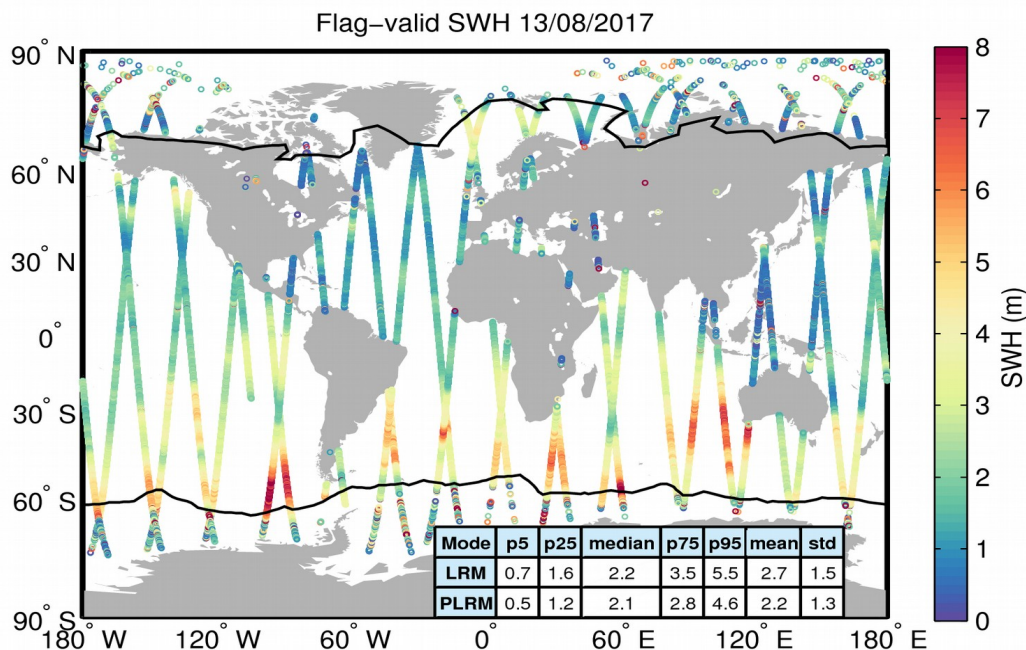 Flag−valid SWH 13/08/2017
90° N
60° N
30° N
0°
30° S
60° S
90° S
180° W
120° W
60° W
0°
60° E
120° E
180° E
Mode p5 p25 median p75 p95 mean std
LRM 0.7 1.6 2.2 3.5 5.5 2.7 1.5
PLRM 0.5 1.2 2.1 2.8 4.6 2.2 1.3
8
7
6
5
4
3
2
1
0
SWH (m)